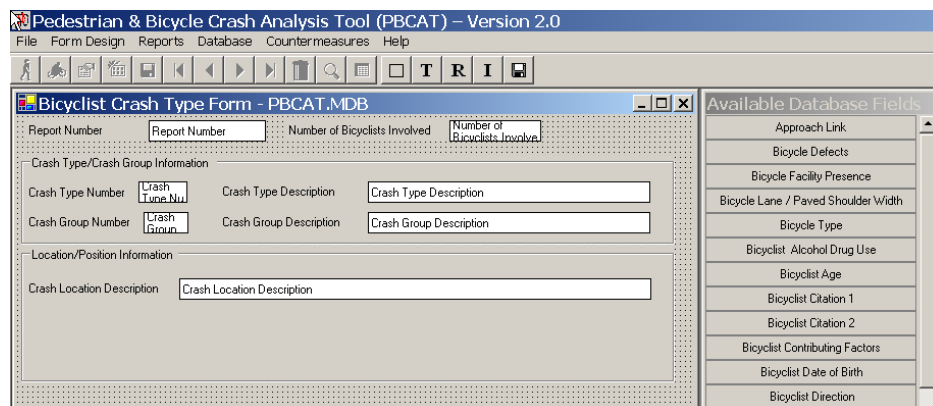 Pedestrian & Bicycle Crash Analysis Tool (PBCAT) – Version 2.0
File Form Design Reports Database Countermeasures Help
T R I
Bicyclist Crash Type Form - PBCAT.MDB
Report Number Report Number Number of Bicyclists Involved Number of
Bicyclists Involve
Crash Type/Crash Group Information
Crash Type Number Crash
Type Nu Crash Type Description Crash Type Description
Crash Group Number Crash
Group Crash Group Description Crash Group Description
Location/Position Information
Crash Location Description Crash Location Description
Available Database Fields
Approach Link
Bicycle Defects
Bicycle Facility Presence
Bicycle Lane / Paved Shoulder Width
Bicycle Type
Bicyclist Alcohol Drug Use
Bicyclist Age
Bicyclist Citation 1
Bicyclist Citation 2
Bicyclist Contributing Factors
Bicyclist Date of Birth
Bicyclist Direction